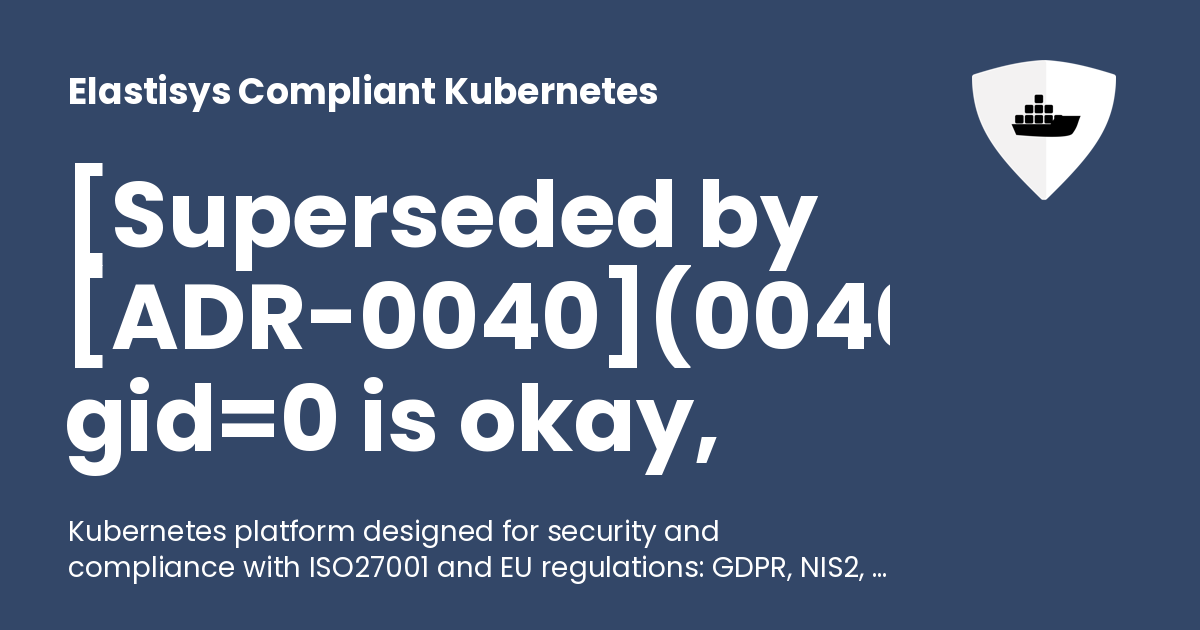 Elastisys Compliant Kubernetes
[Superseded by
[ADR-0040](004
gid=0 is okay,
Kubernetes platform designed for security and
compliance with ISO27001 and EU regulations: GDPR, NIS2, ...